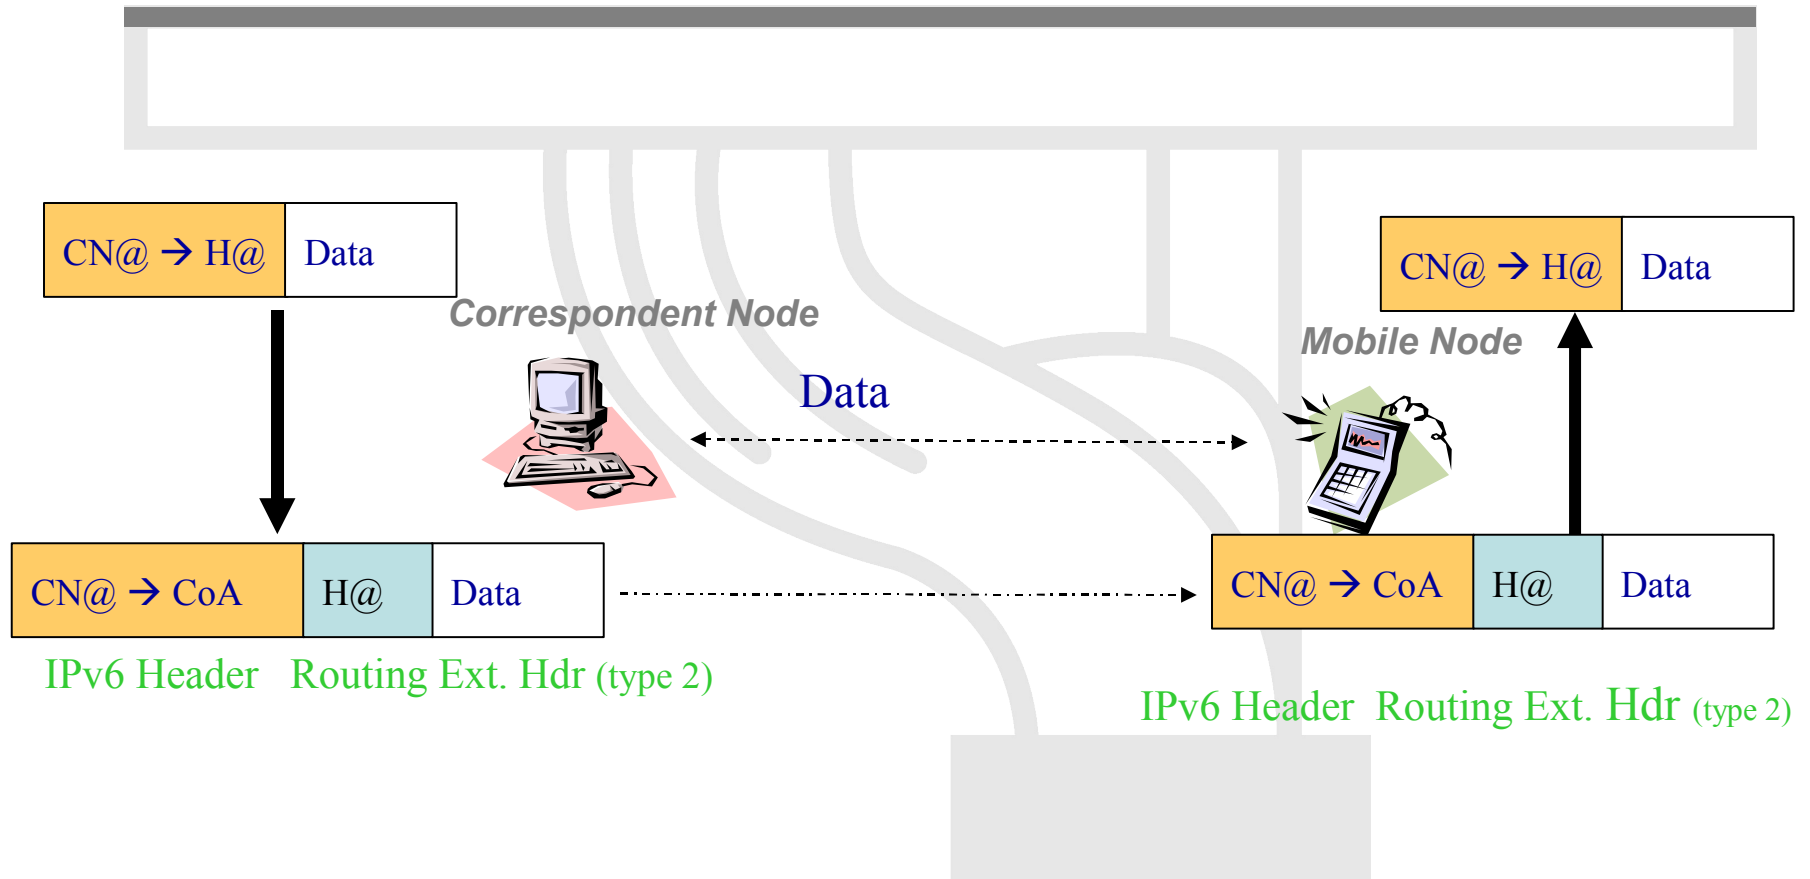 CN@ → H@ Data
CN@ → H@ Data
Correspondent Node
Mobile Node
Data
CN@ → CoA H@ Data
CN@ → CoA H@ Data
IPv6 Header Routing Ext. Hdr (type 2)
IPv6 Header Routing Ext. Hdr (type 2)